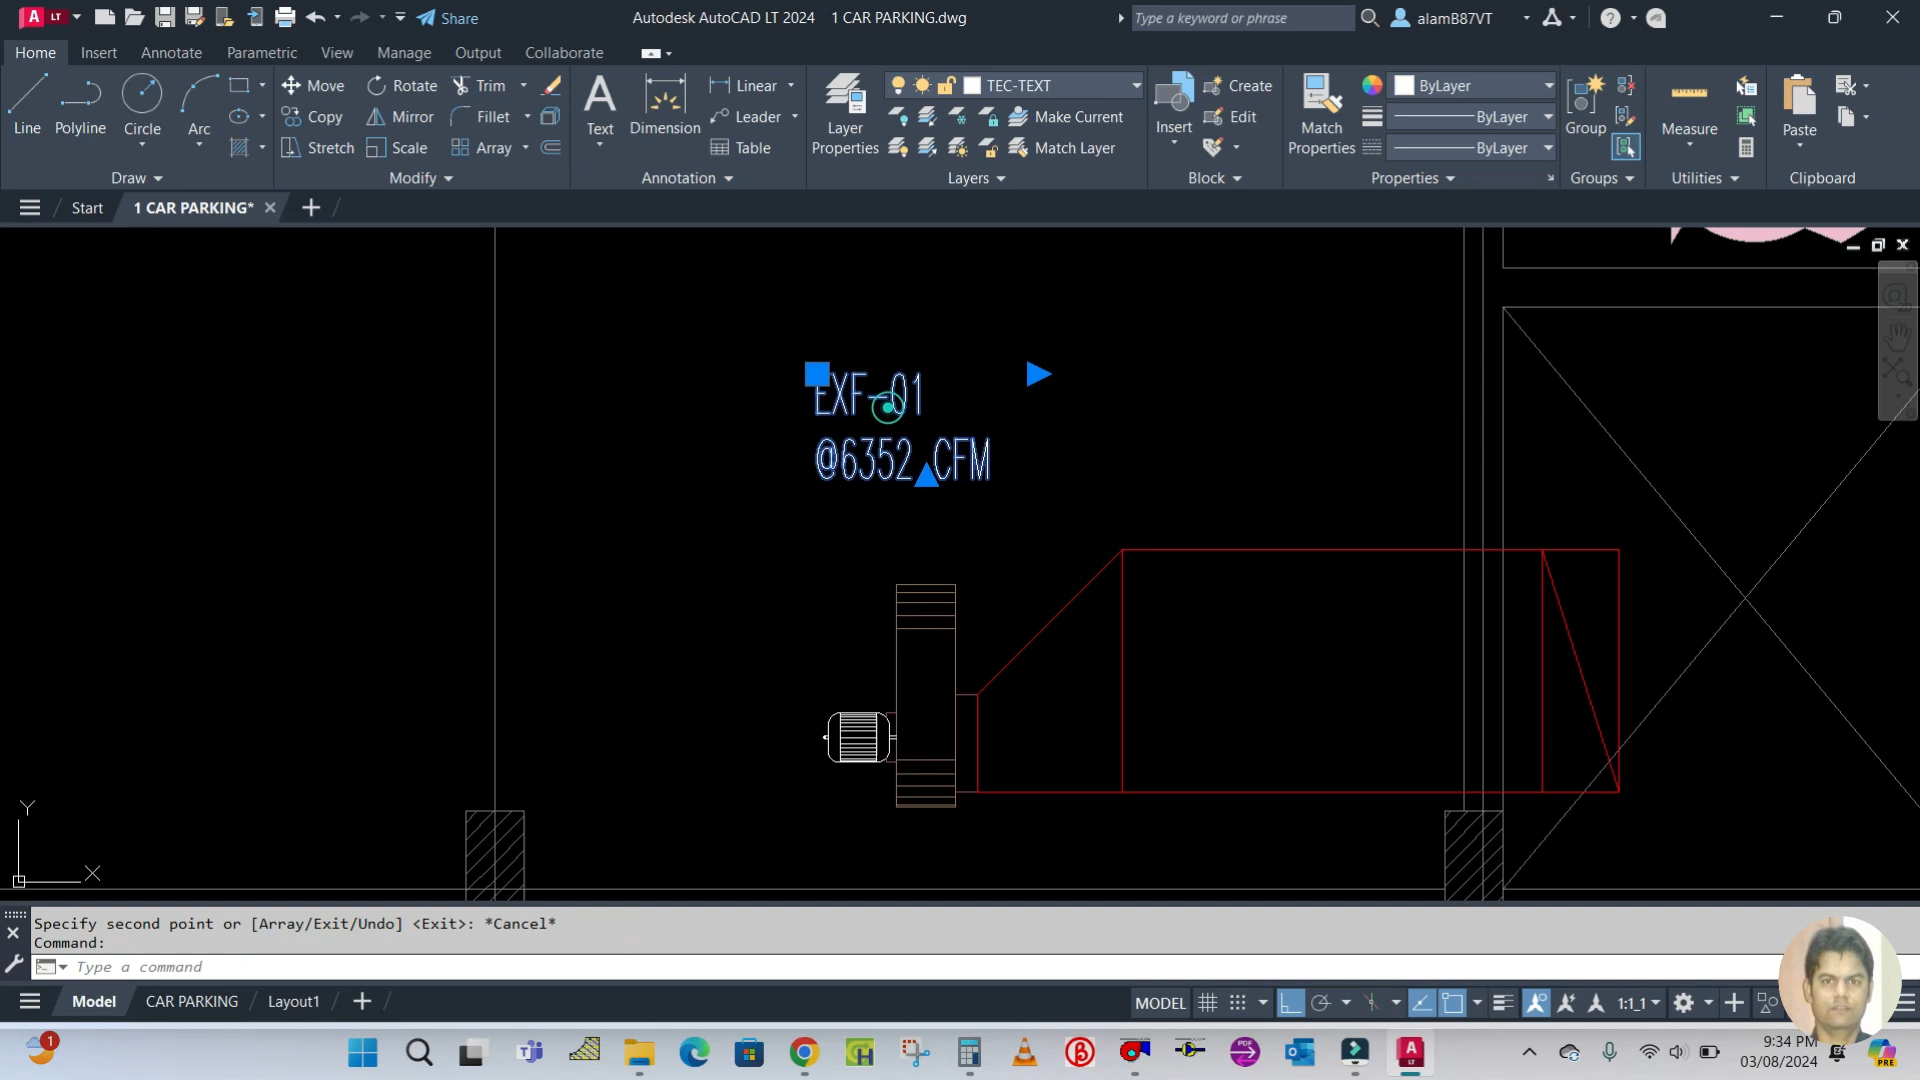 A LT
Share
Autodesk AutoCAD LT 2024 1 CAR PARKING.dwg
Type a keyword or phrase
alamB87VT
Home Insert Annotate Parametric View Manage Output Collaborate
Line
Polyline
Circle
Arc
Move Rotate Trim
Copy Mirror Fillet
Stretch Scale Array
Text
Dimension
Linear
Leader
Table
Layer
Properties
TEC-TEXT
Make Current
Match Layer
Insert
Create
Edit
Match
Properties
ByLayer
ByLayer
ByLayer
Group
Measure
Paste
Draw Modify Annotation Layers Block Properties Groups Utilities Clipboard
Start 1 CAR PARKING*
EXF-01
@6352 CFM
Y
X
Specify second point or [Array/Exit/Undo] <Exit>: *Cancel*
Command:
Type a command
Model CAR PARKING Layout1
MODEL
1:1_1
1
PDF
A
LT
9:34 PM
03/08/2024
PRE